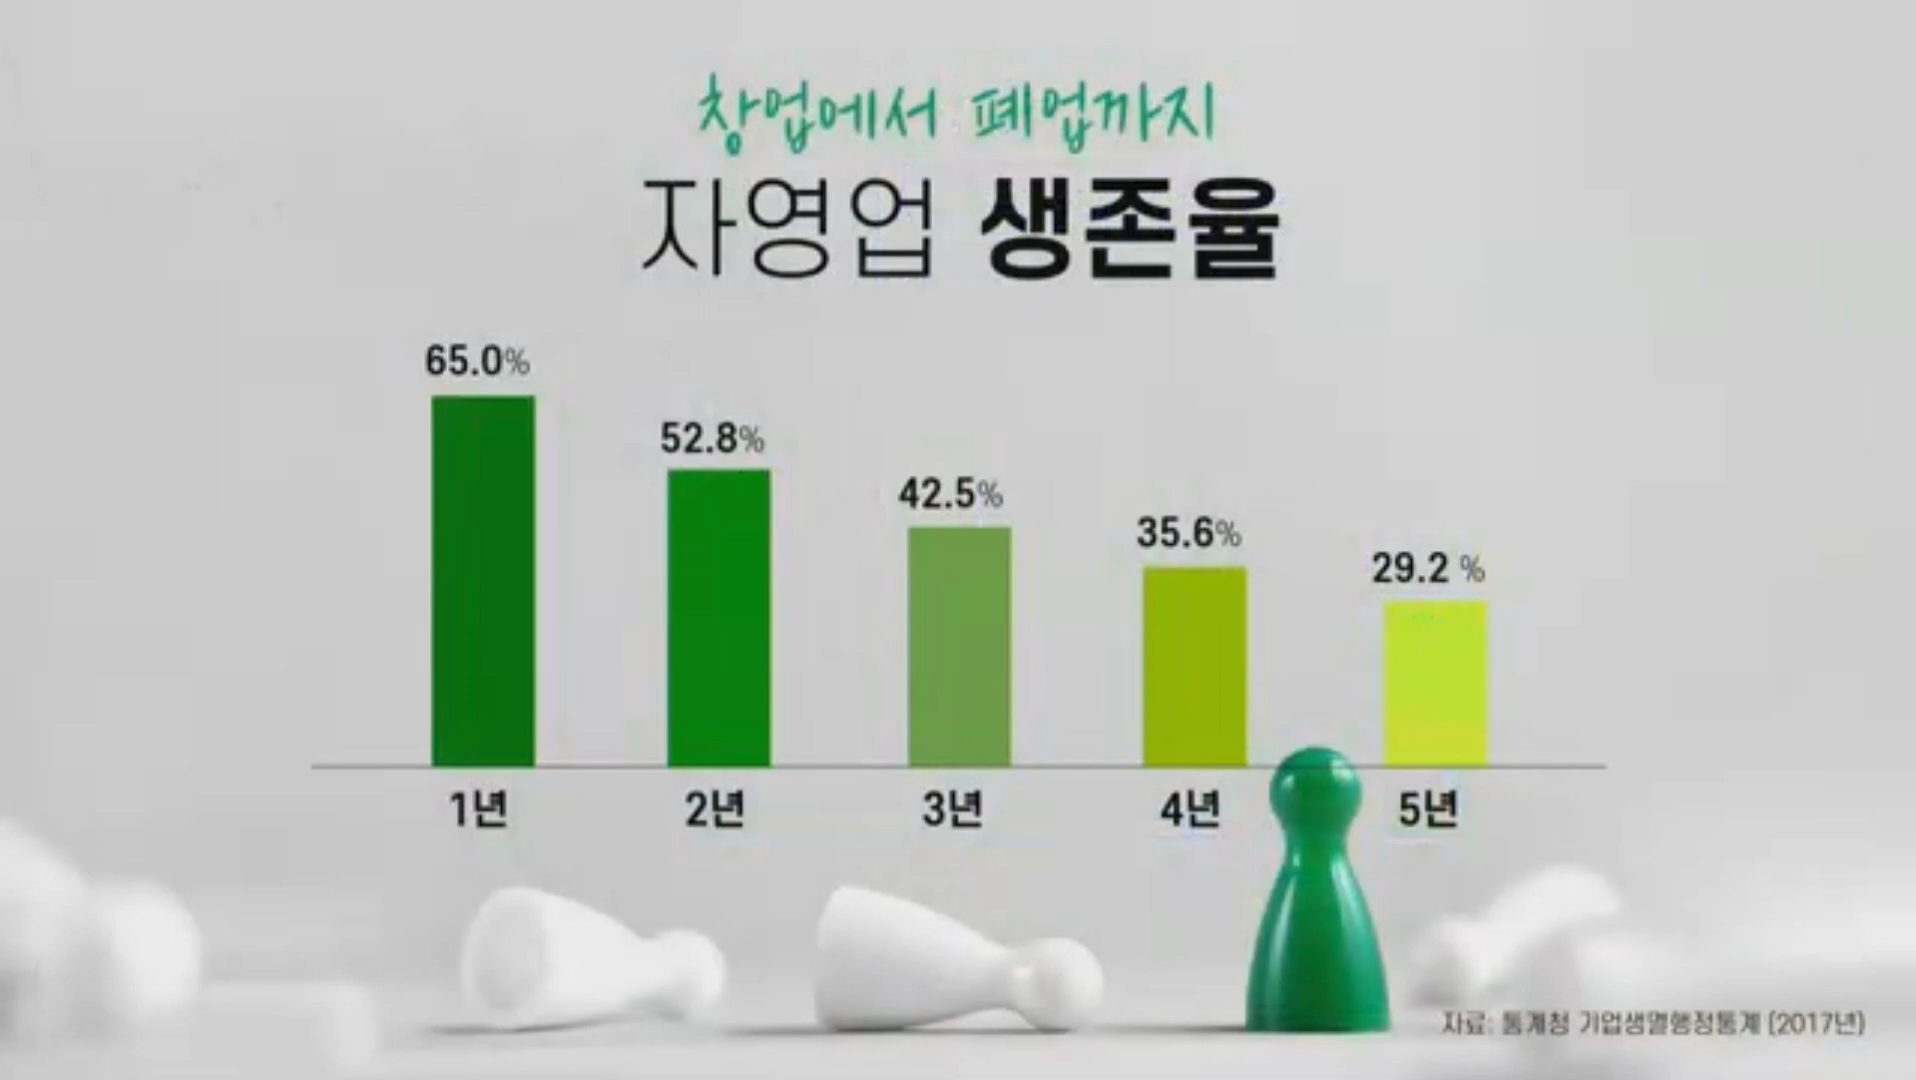 창업에서 폐업까지
자영업 생존율
65.0%
52.8%
42.5%
35.6%
29.2 %
1년
2년
3년
4년
5년
자료: 통계청 기업생멸행정통계 (2017년)